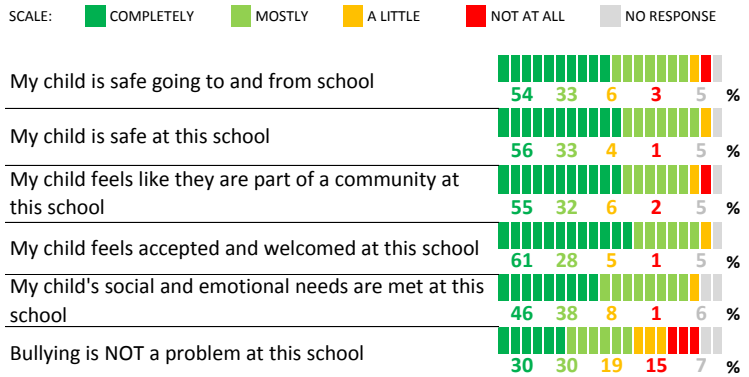 SCALE: COMPLETELY MOSTLY A LITTLE NOT AT ALL NO RESPONSE
My child is safe going to and from school
54 33 6 3 5 %
My child is safe at this school
56 33 4 1 5 %
My child feels like they are part of a community at
this school
55 32 6 2 5 %
My child feels accepted and welcomed at this school
61 28 5 1 5 %
My child's social and emotional needs are met at this
school
46 38 8 1 6 %
Bullying is NOT a problem at this school
30 30 19 15 7 %